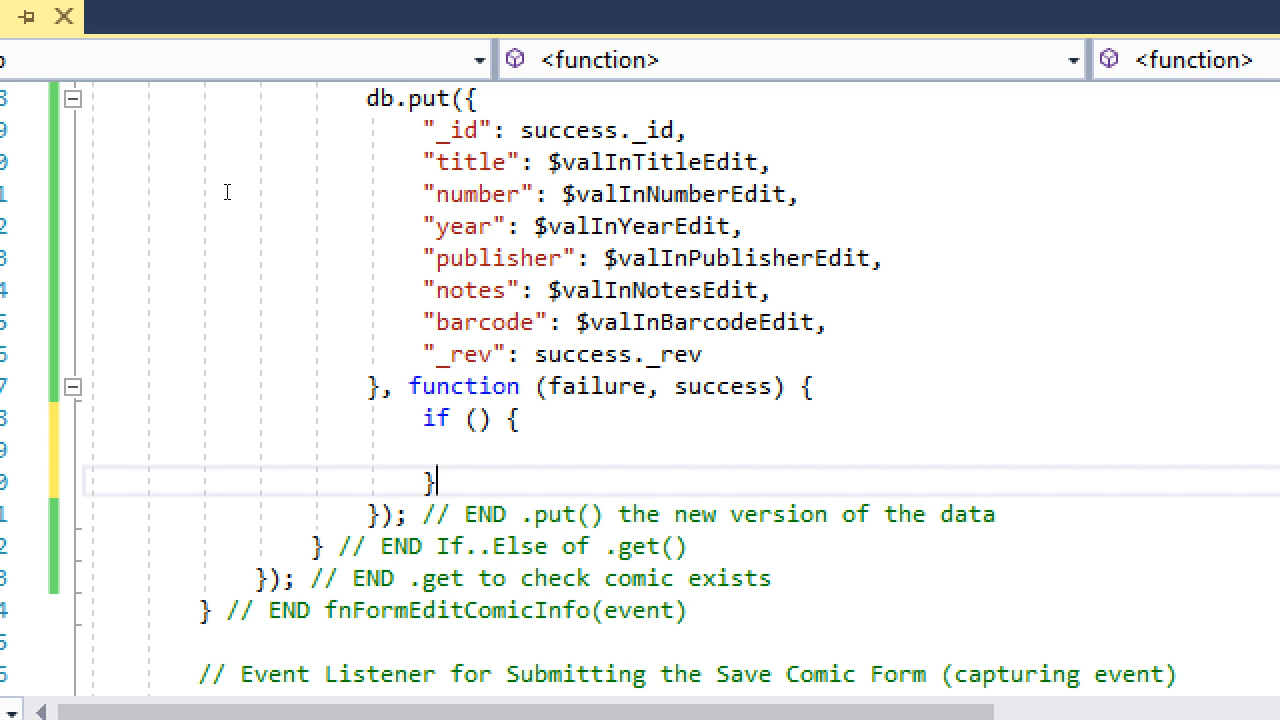 <function>
<function>
db.put({
"_id": success._id,
"title": $valInTitleEdit,
"number": $valInNumberEdit,
"year": $valInYearEdit,
"publisher": $valInPublisherEdit,
"notes": $valInNotesEdit,
"barcode": $valInBarcodeEdit,
"_rev": success._rev
}, function (failure, success) {
if () {
}
}); // END .put() the new version of the data
} // END If..Else of .get()
}); // END .get to check comic exists
} // END fnFormEditComicInfo(event)
// Event Listener for Submitting the Save Comic Form (capturing event)